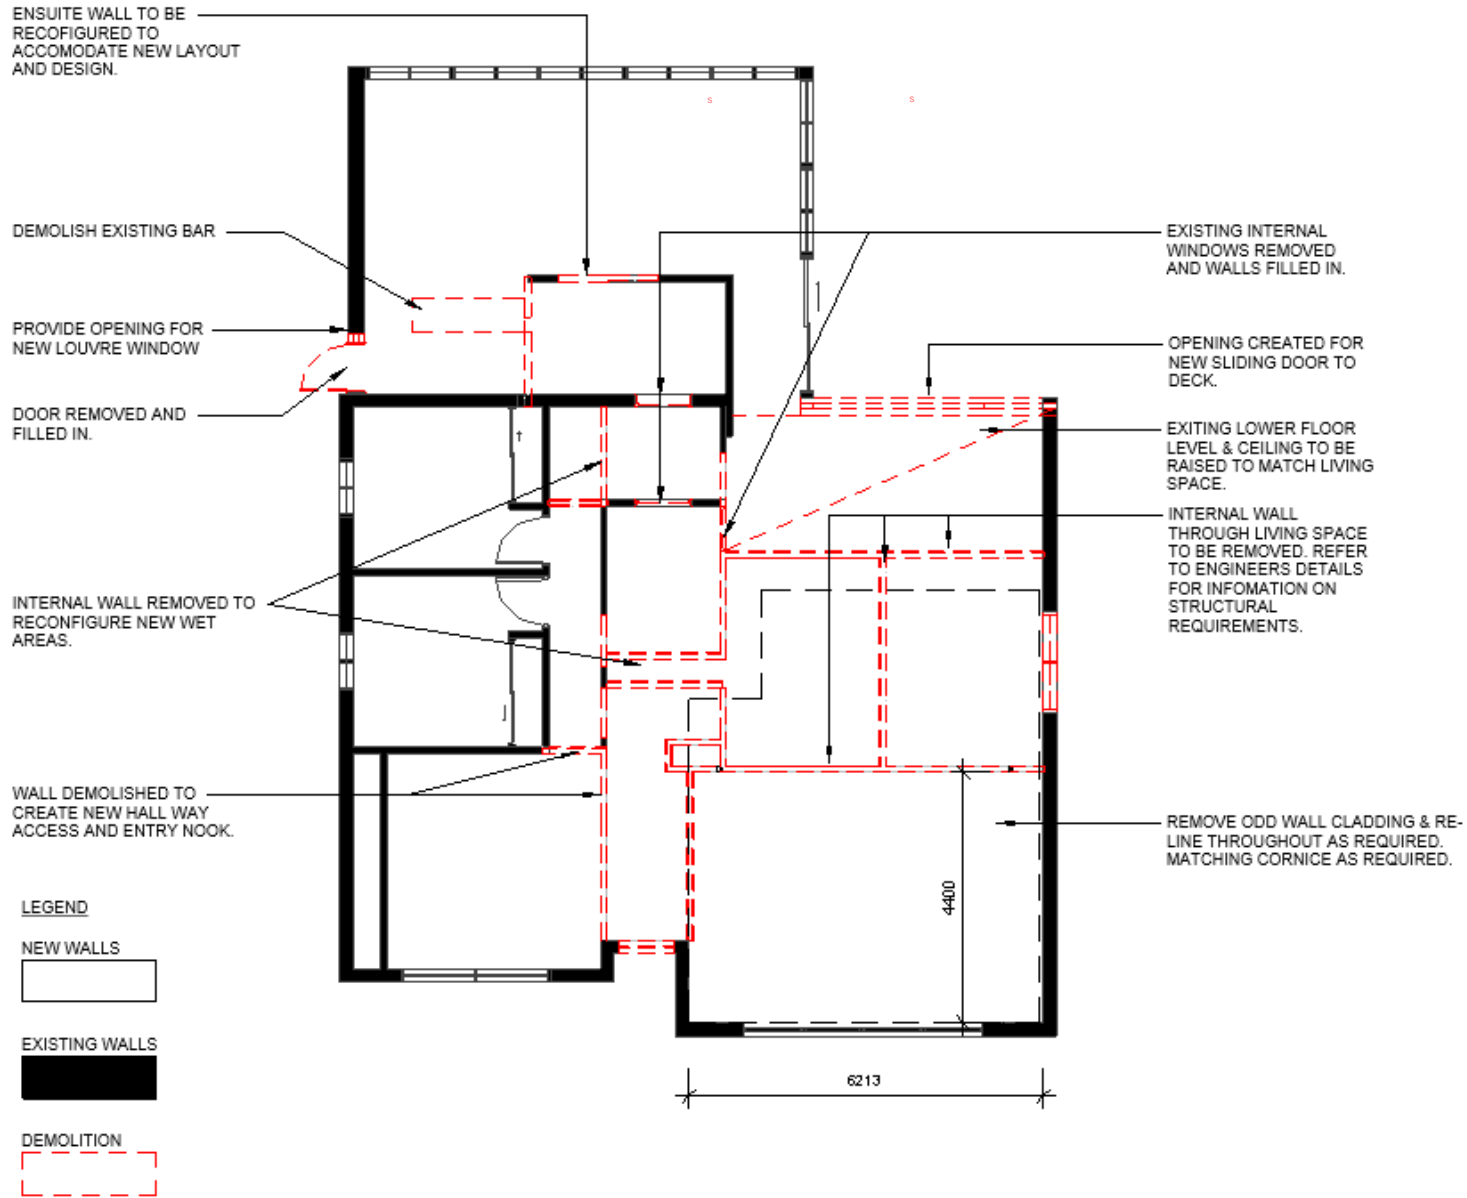 ENSUITE WALL TO BE
RECOFIGURED TO
ACCOMODATE NEW LAYOUT
AND DESIGN.
S
S
DEMOLISH EXISTING BAR
PROVIDE OPENING FOR
NEW LOUVRE WINDOW
DOOR REMOVED AND
FILLED IN.
INTERNAL WALL REMOVED TO
RECONFIGURE NEW WET
AREAS.
WALL DEMOLISHED TO
CREATE NEW HALL WAY
ACCESS AND ENTRY NOOK.
EXISTING INTERNAL
WINDOWS REMOVED
AND WALLS FILLED IN.
OPENING CREATED FOR
NEW SLIDING DOOR TO
DECK.
EXITING LOWER FLOOR
LEVEL & CEILING TO BE
RAISED TO MATCH LIVING
SPACE.
INTERNAL WALL
THROUGH LIVING SPACE
TO BE REMOVED. REFER
TO ENGINEERS DETAILS
FOR INFOMATION ON
STRUCTURAL
REQUIREMENTS.
REMOVE ODD WALL CLADDING & RE-
LINE THROUGHOUT AS REQUIRED.
MATCHING CORNICE AS REQUIRED.
4400
6213
LEGEND
NEW WALLS
EXISTING WALLS
DEMOLITION